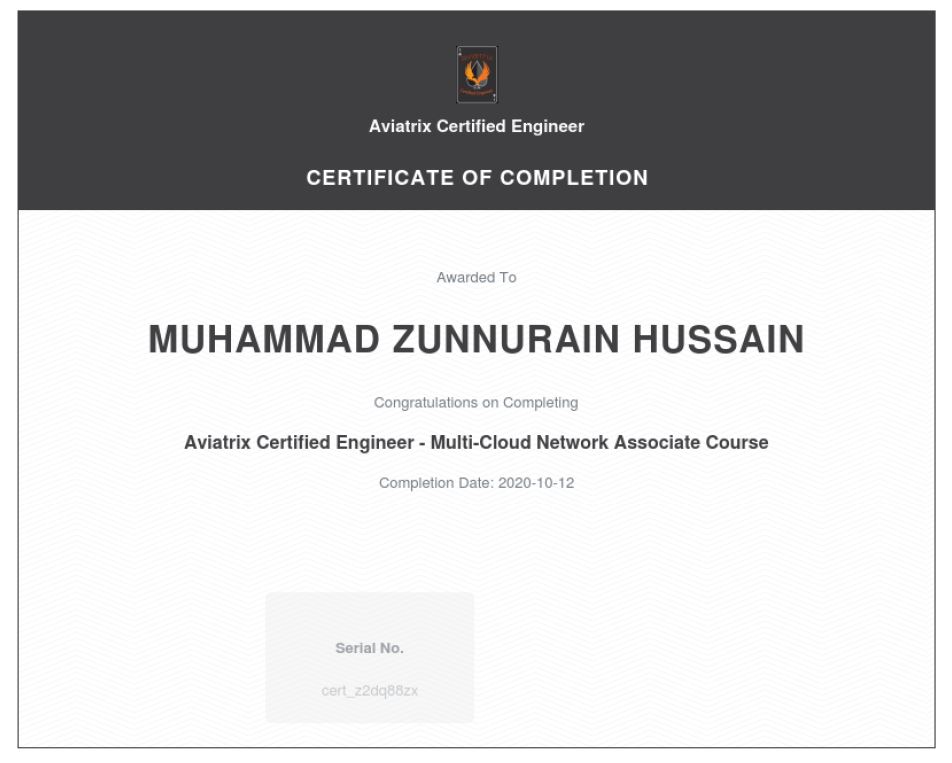 Aviatrix Certified Engineer
CERTIFICATE OF COMPLETION
Awarded To
MUHAMMAD ZUNNURAIN HUSSAIN
Congratulations on Completing
Aviatrix Certified Engineer - Multi-Cloud Network Associate Course
Completion Date: 2020-10-12
Serial No.
cert_z2dq88zx